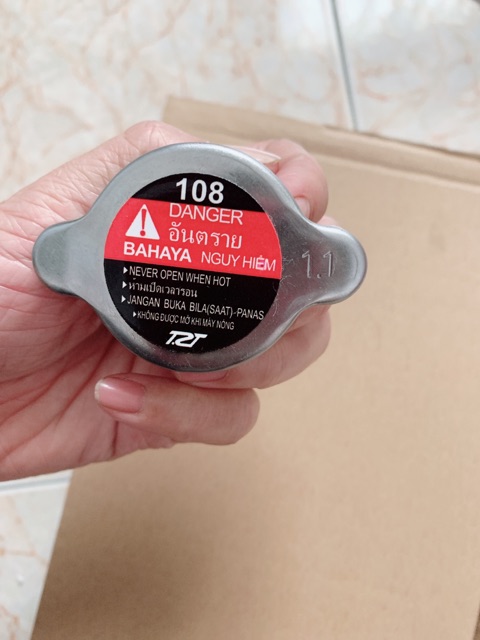 108
DANGER
อันตราย
BAHAYA NGUY HIỂM
NEVER OPEN WHEN HOT
ห้ามเปิดเวลาร้อน
JANGAN BUKA BILA(SAAT)-PANAS
KHÔNG ĐƯỢC MỞ KHI MÁY NÓNG
TRT
1.1